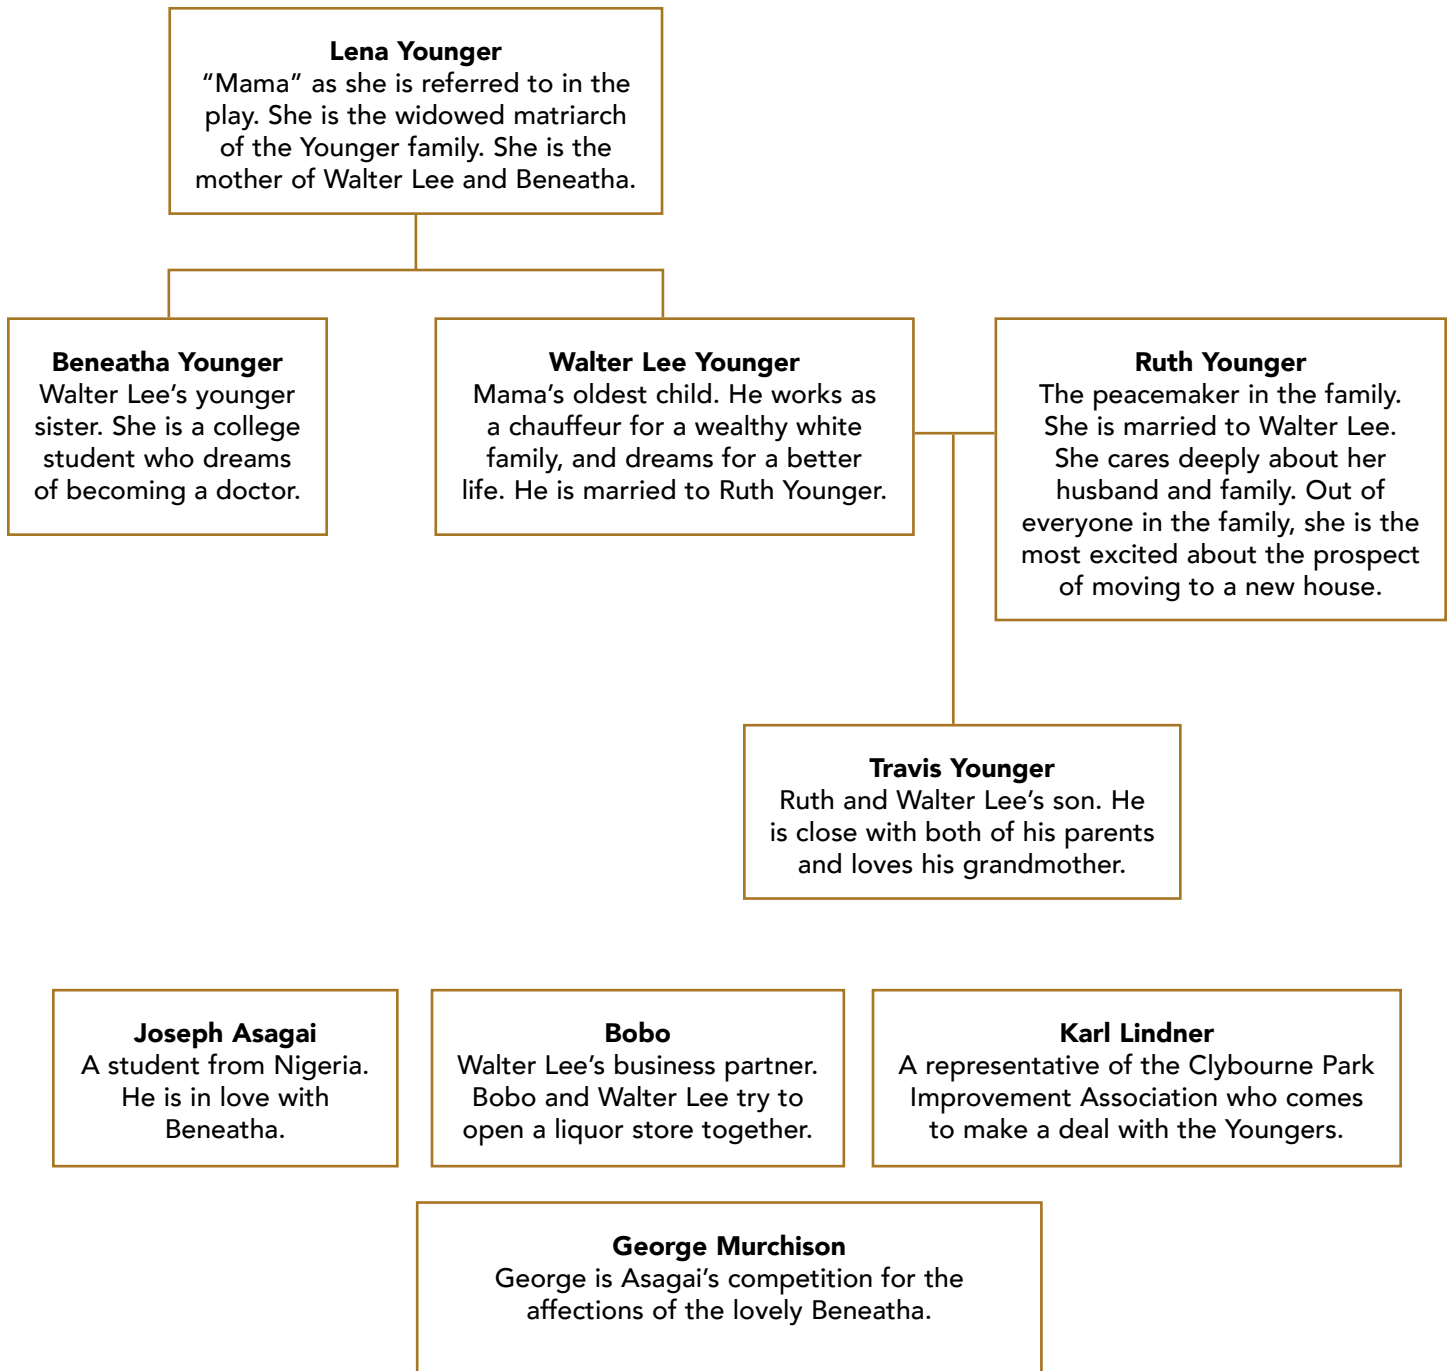 Lena Younger
“Mama” as she is referred to in the
play. She is the widowed matriarch
of the Younger family. She is the
mother of Walter Lee and Beneatha.
Beneatha Younger
Walter Lee’s younger
sister. She is a college
student who dreams
of becoming a doctor.
Walter Lee Younger
Mama’s oldest child. He works as
a chauffeur for a wealthy white
family, and dreams for a better
life. He is married to Ruth Younger.
Ruth Younger
The peacemaker in the family.
She is married to Walter Lee.
She cares deeply about her
husband and family. Out of
everyone in the family, she is the
most excited about the prospect
of moving to a new house.
Travis Younger
Ruth and Walter Lee’s son. He
is close with both of his parents
and loves his grandmother.
Joseph Asagai
A student from Nigeria.
He is in love with
Beneatha.
Bobo
Walter Lee’s business partner.
Bobo and Walter Lee try to
open a liquor store together.
Karl Lindner
A representative of the Clybourne Park
Improvement Association who comes
to make a deal with the Youngers.
George Murchison
George is Asagai’s competition for the
affections of the lovely Beneatha.